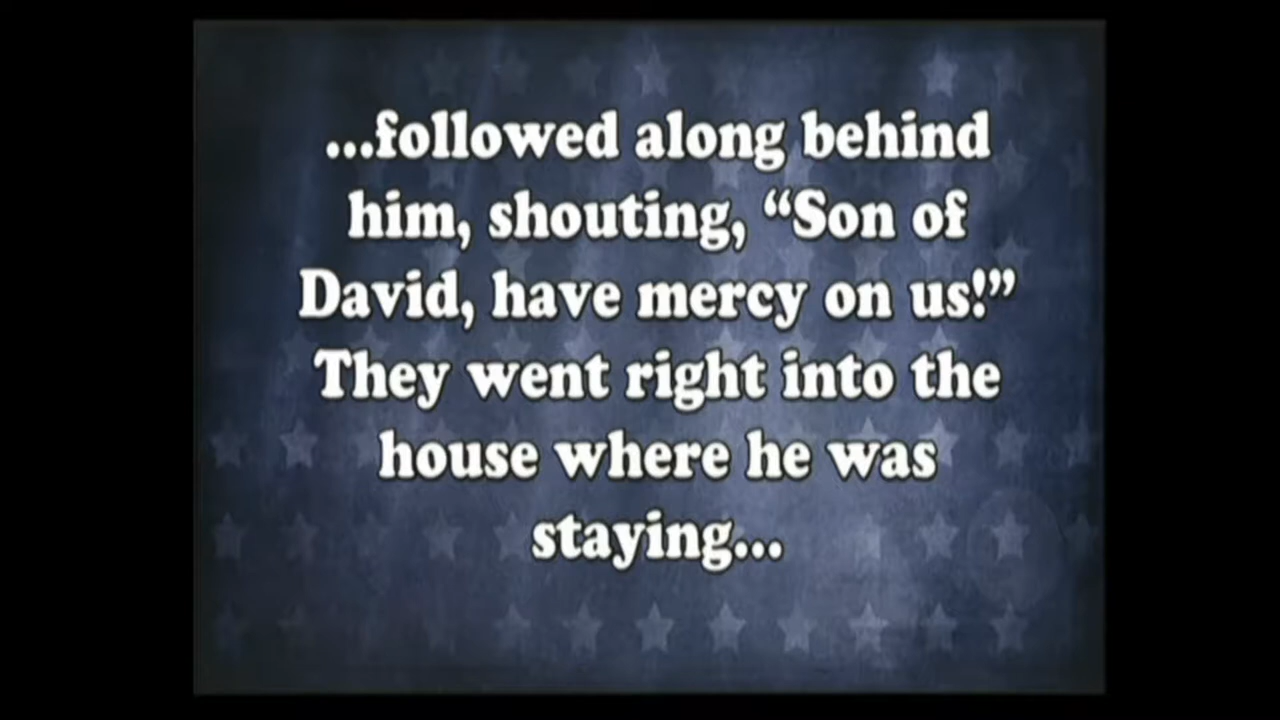 ...followed along behind
him, shouting, “Son of
David, have mercy on us!”
They went right into the
house where he was
staying...